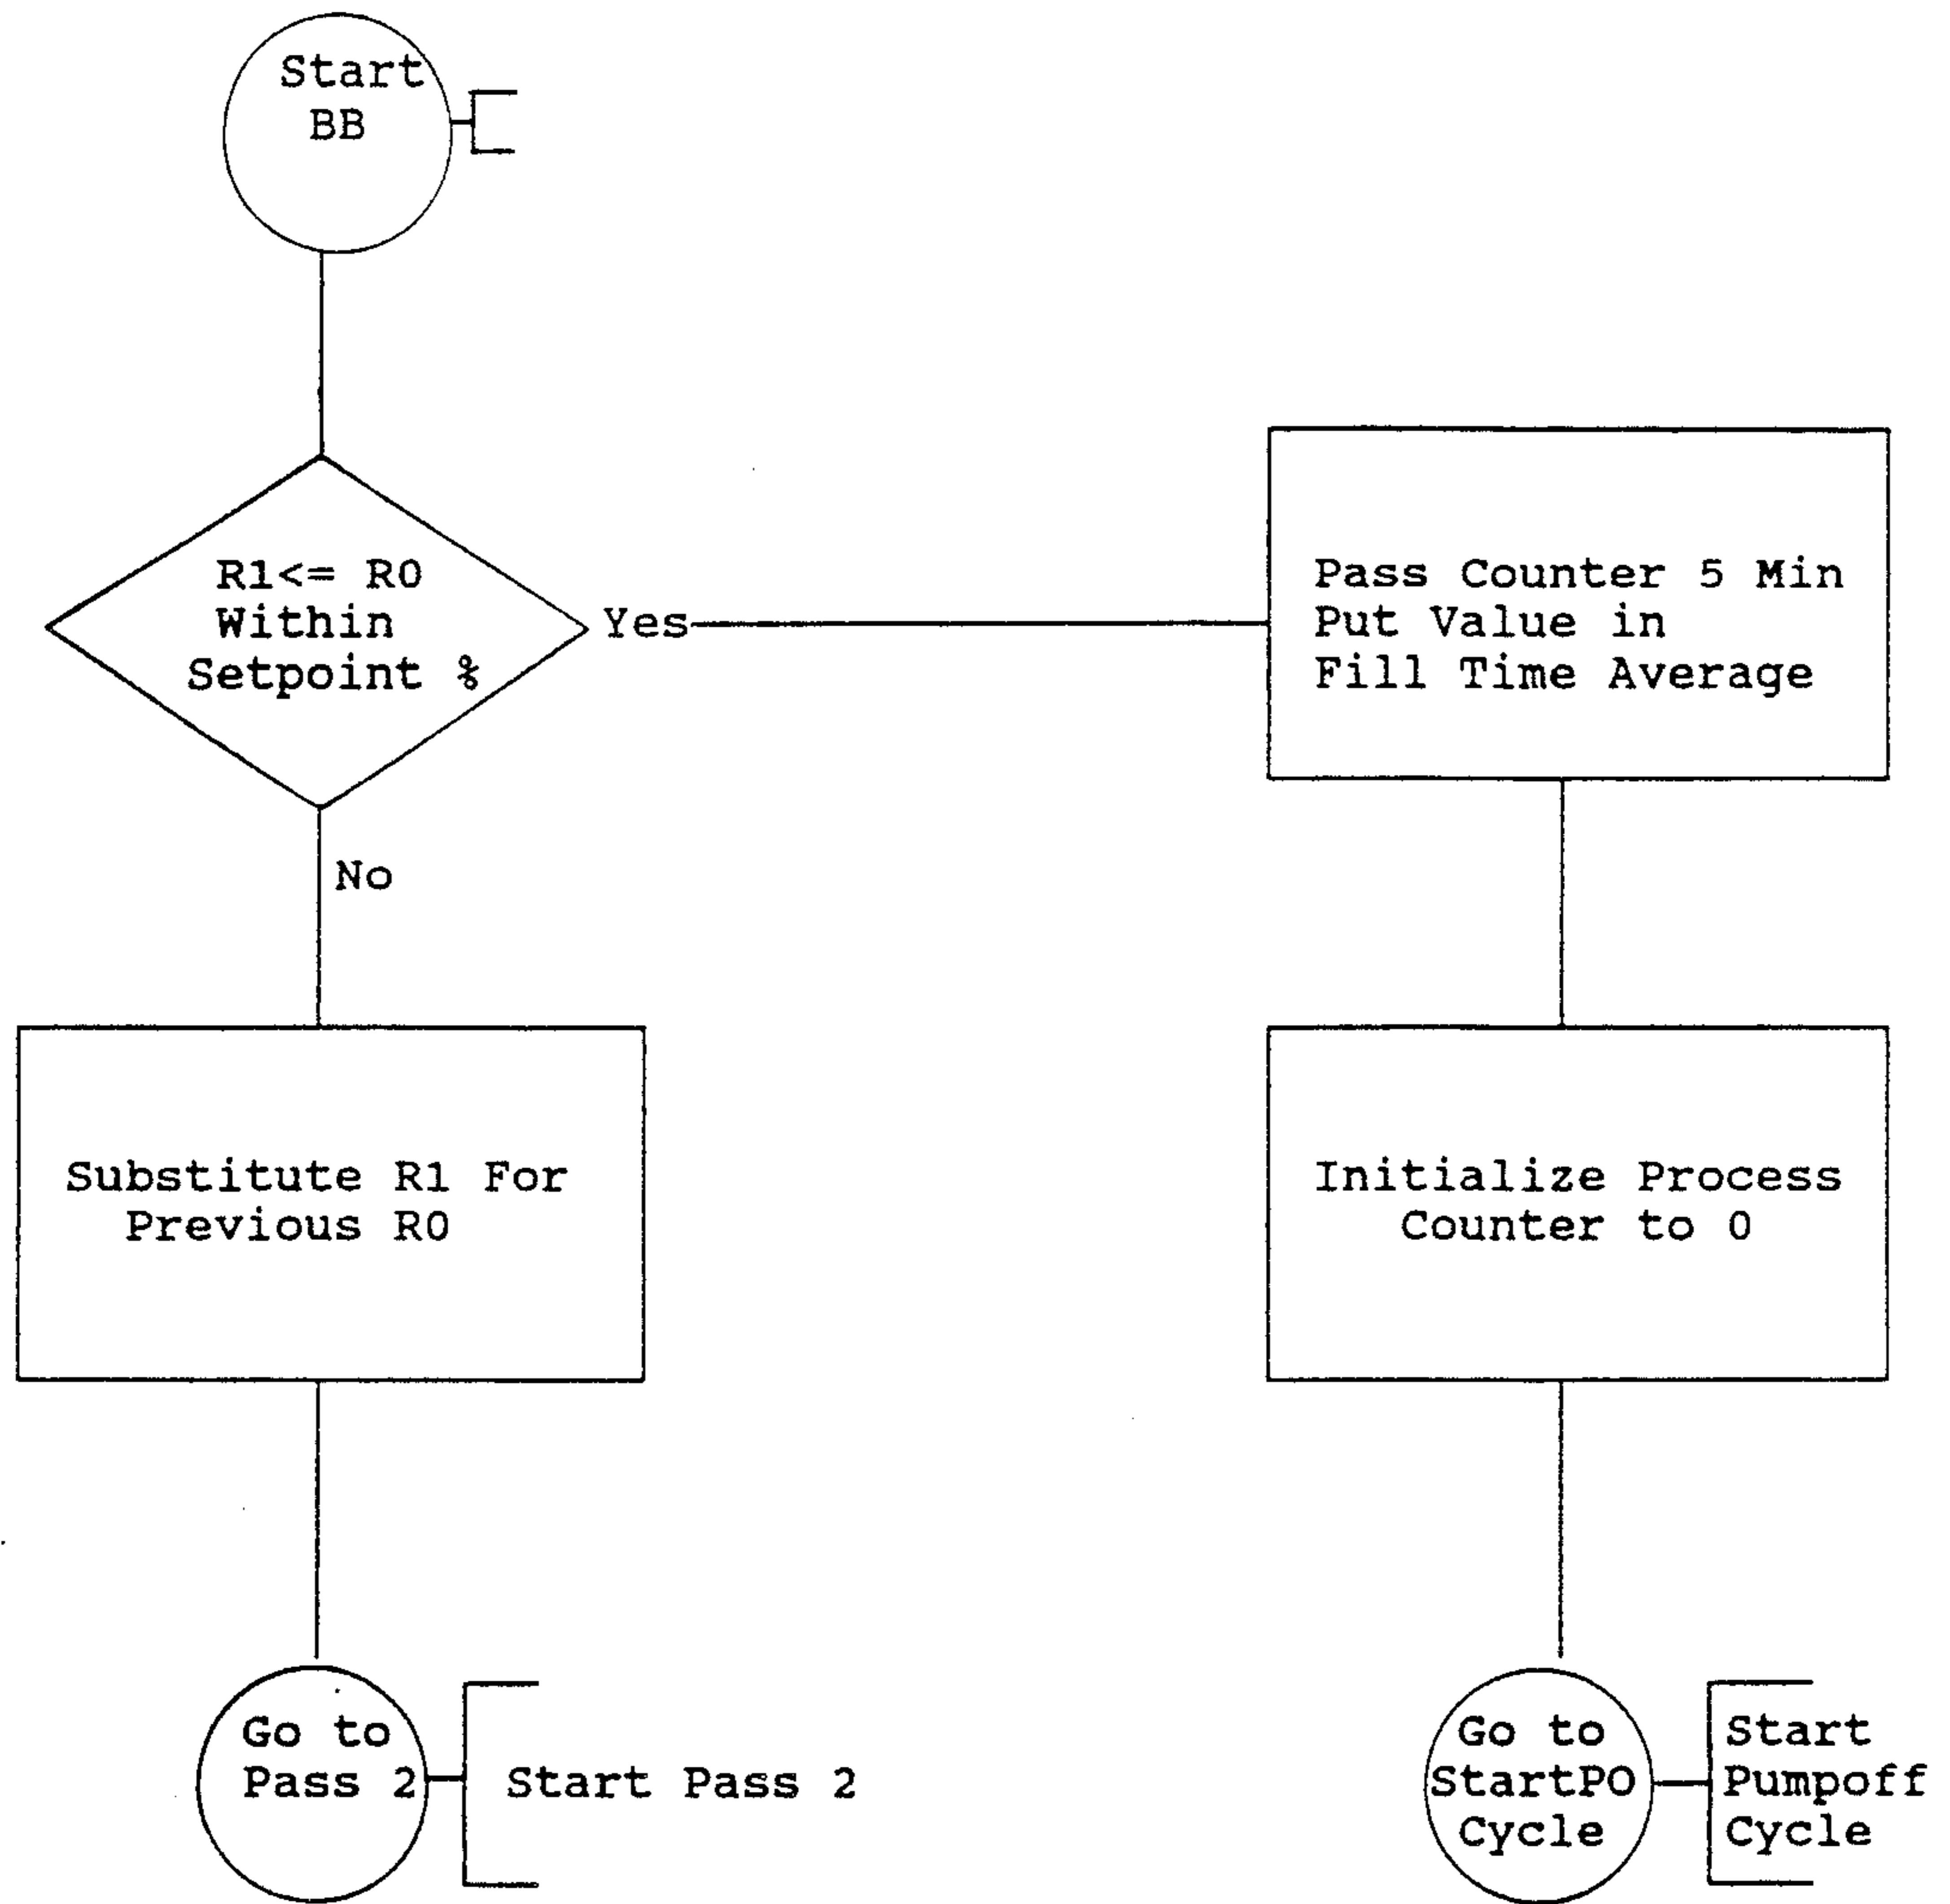 Start
BB
R1<= R0
Within
Setpoint %
Yes
Pass Counter 5 Min
Put Value in
Fill Time Average
No
Substitute R1 For
Previous R0
Initialize Process
Counter to 0
Go to
Pass 2
Start Pass 2
Go to
StartPO
Cycle
Start
Pumpoff
Cycle